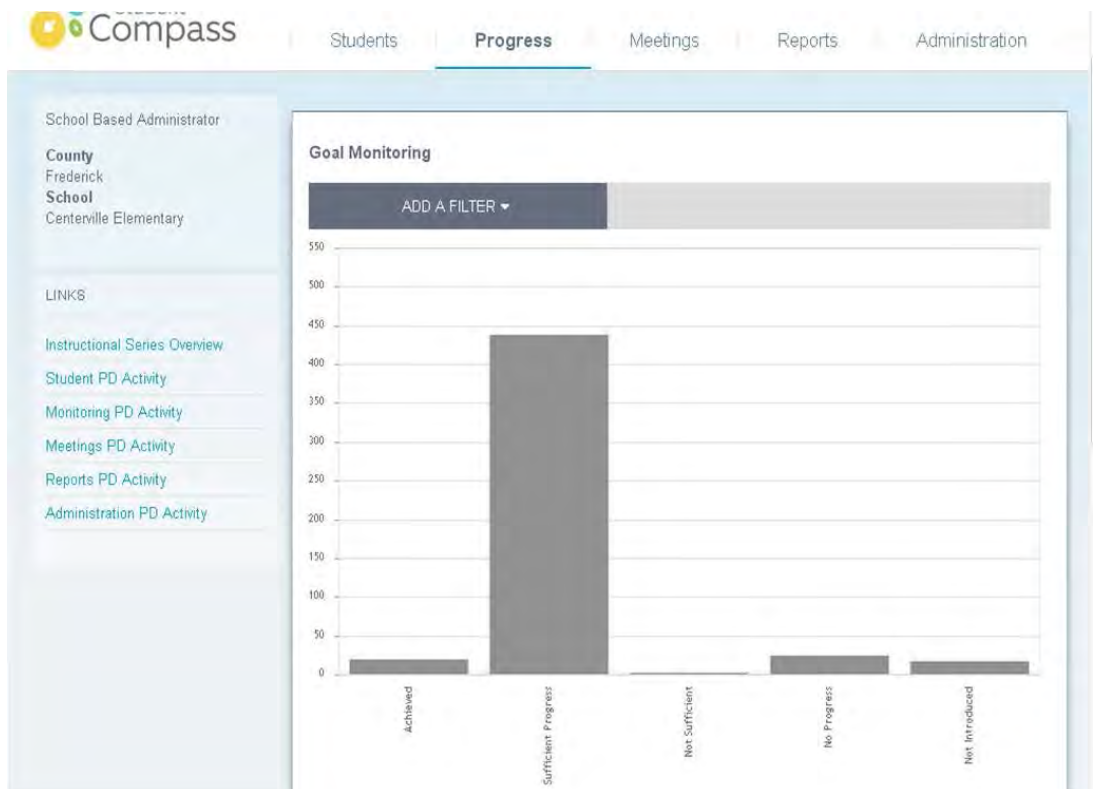 Compass
Students
Progress
Meetings
Reports
Administration
School Based Administrator
County
Frederick
School
Centerville Elementary
LINKS
Instructional Series Overview
Student PD Activity
Monitoring PD Activity
Meetings PD Activity
Reports PD Activity
Administration PD Activity
Goal Monitoring
ADD A FILTER
550
500
450
400
350
300
250
200
150
100
50
0
Achieved
Sufficient Progress
Not Sufficient
No Progress
Not Introduced